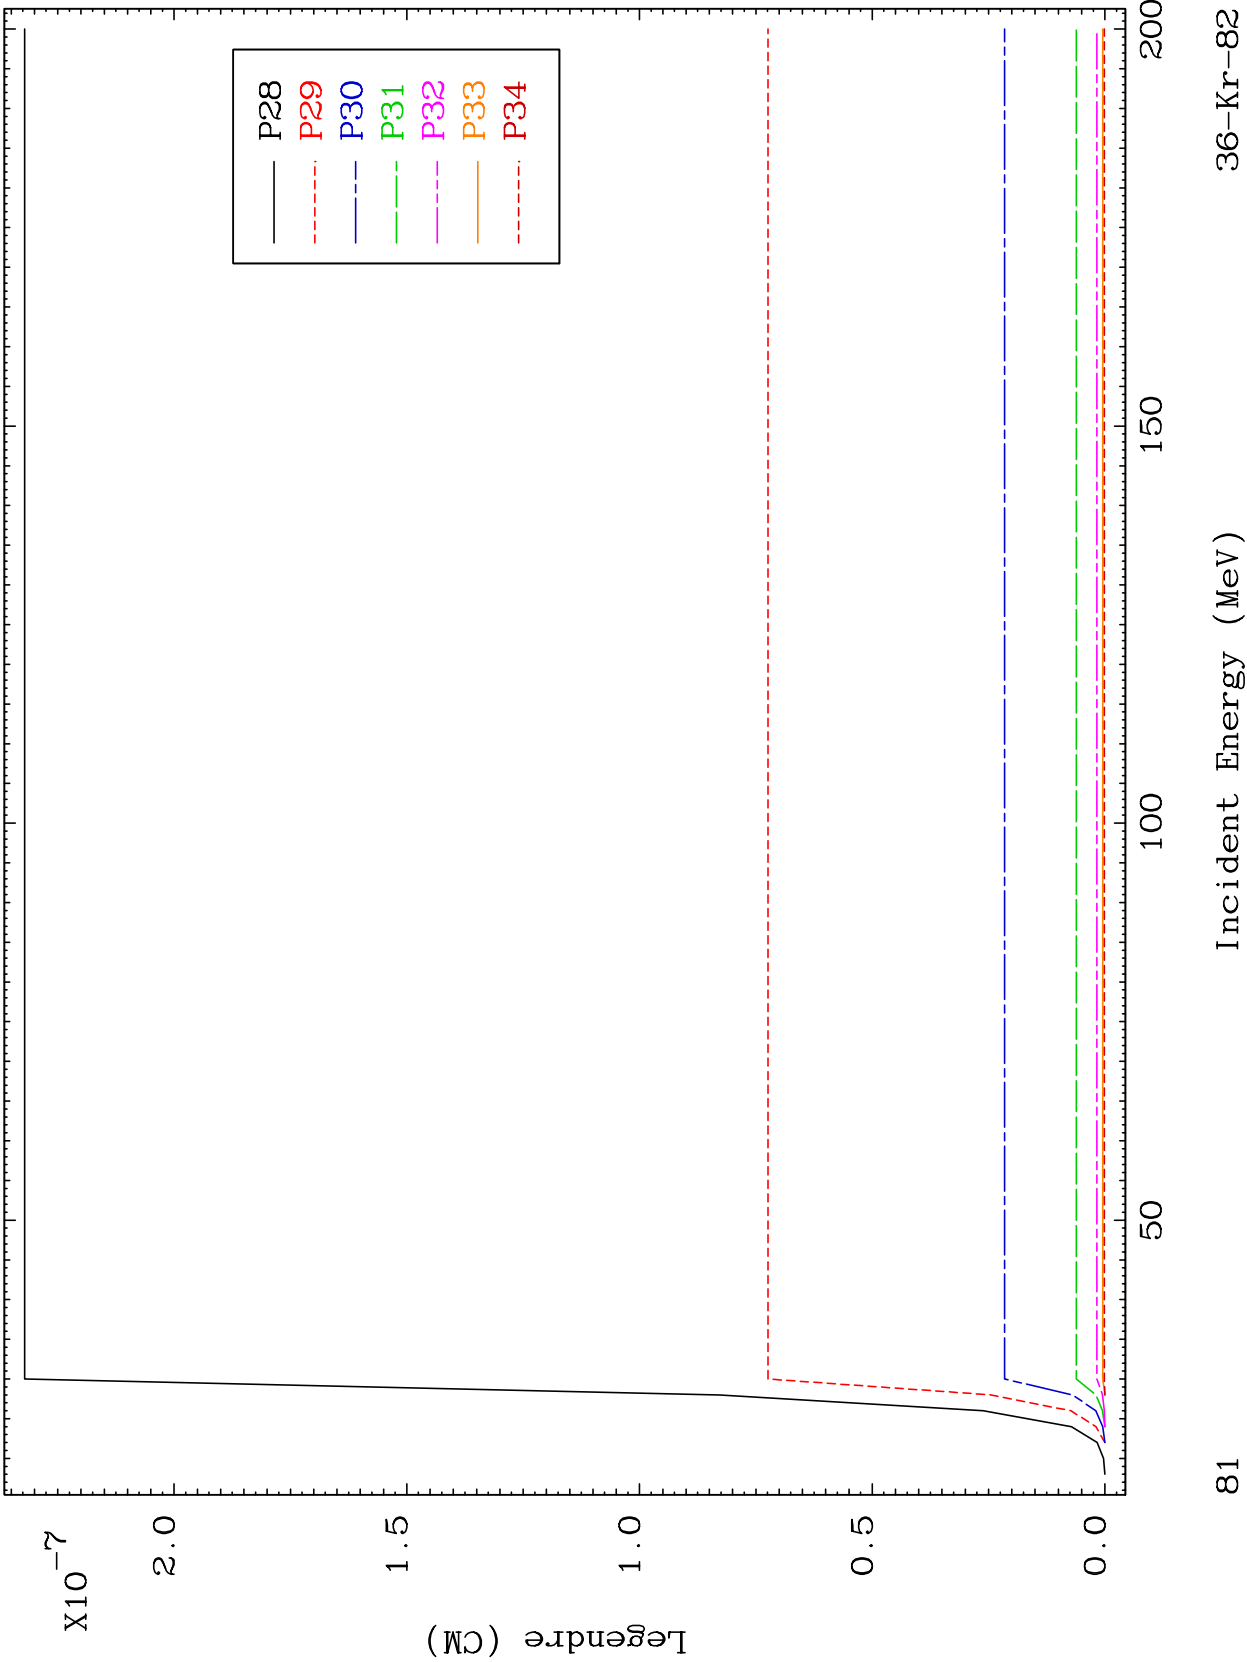 X10-7
2.0
1.5
1.0
0.5
0.0
Legendre (CM)
P28
P29
P30
P31
P32
P33
P34
50
100
150
200
81
Incident Energy (MeV)
36-Kr-82